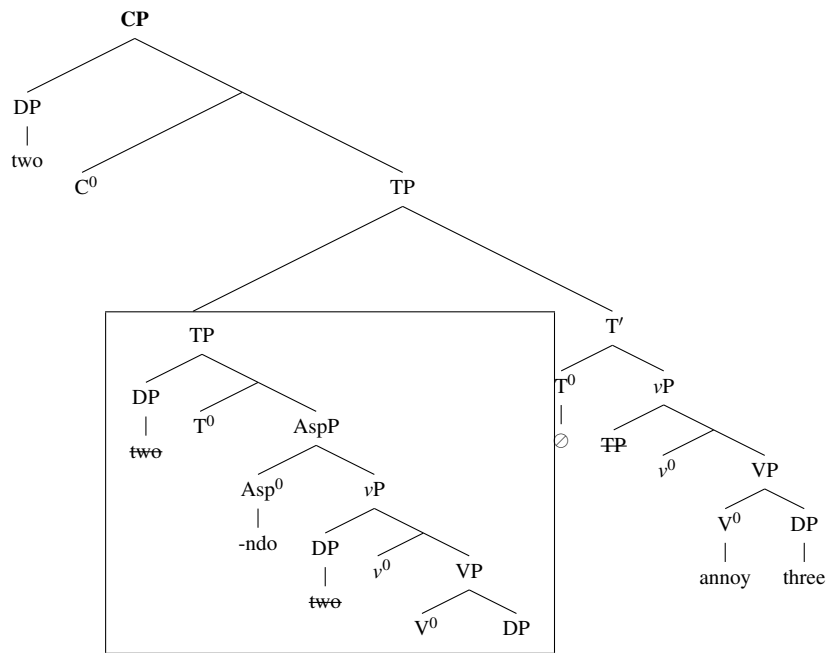 CP
DP
two
C⁰
TP
TP
T′
DP
T⁰
vP
two
T⁰
AspP
∅
TP
v⁰
VP
Asp⁰
vP
V⁰
DP
-ndo
DP
v⁰
VP
annoy
three
two
V⁰
DP